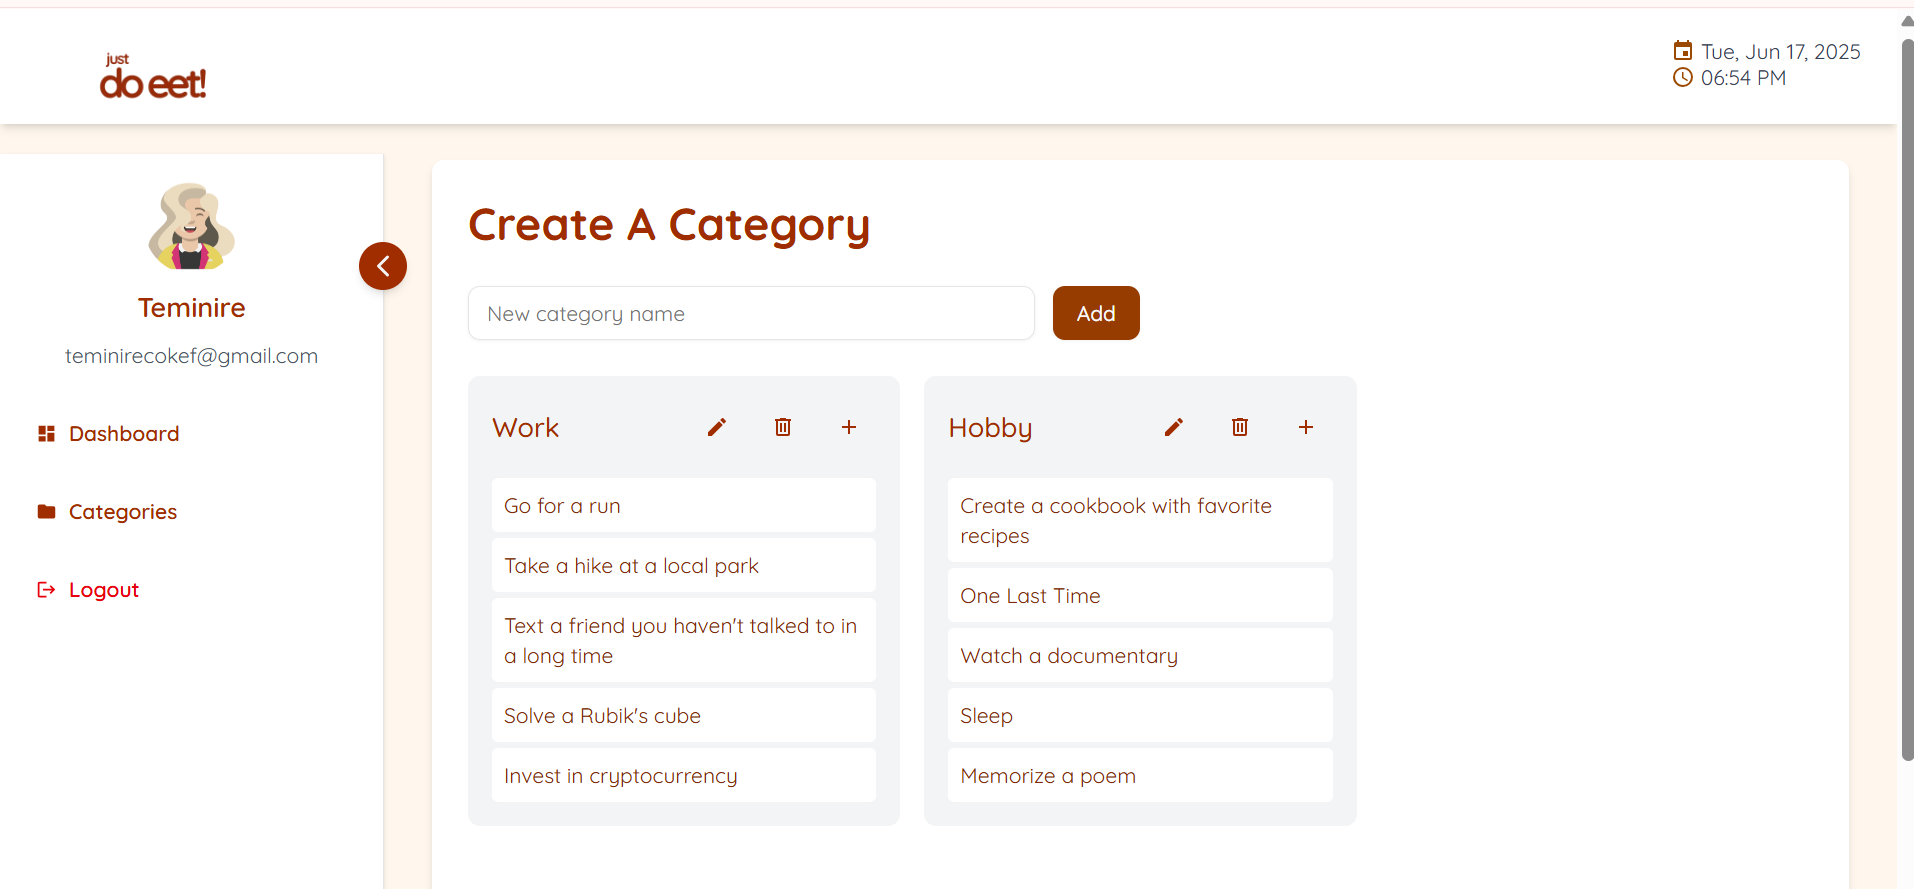 just
do eet!
Tue, Jun 17, 2025
06:54 PM
Teminire
teminirecokef@gmail.com
Dashboard
Categories
Logout
Create A Category
New category name
Add
Work
Go for a run
Take a hike at a local park
Text a friend you haven't talked to in
a long time
Solve a Rubik's cube
Invest in cryptocurrency
Hobby
Create a cookbook with favorite
recipes
One Last Time
Watch a documentary
Sleep
Memorize a poem